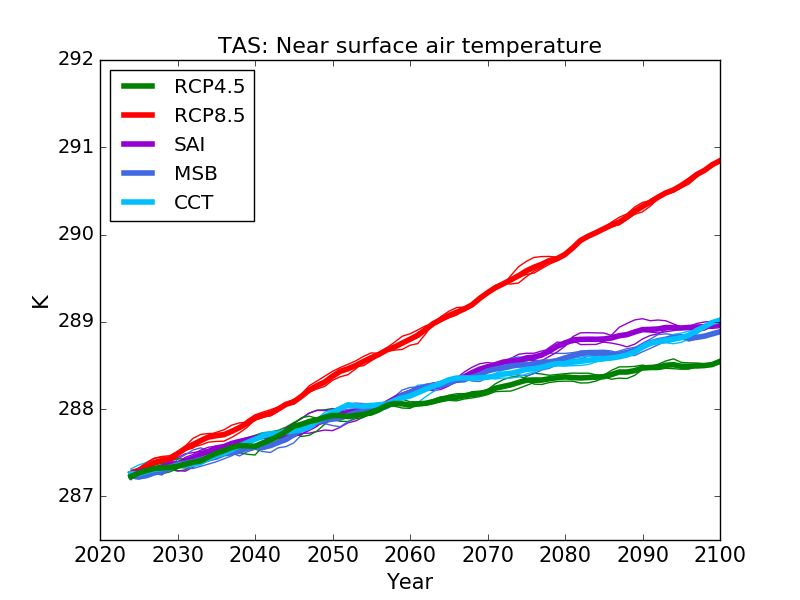 TAS: Near surface air temperature
292
291
290
289
288
287
K
RCP4.5
RCP8.5
SAI
MSB
CCT
2020 2030 2040 2050 2060 2070 2080 2090 2100
Year